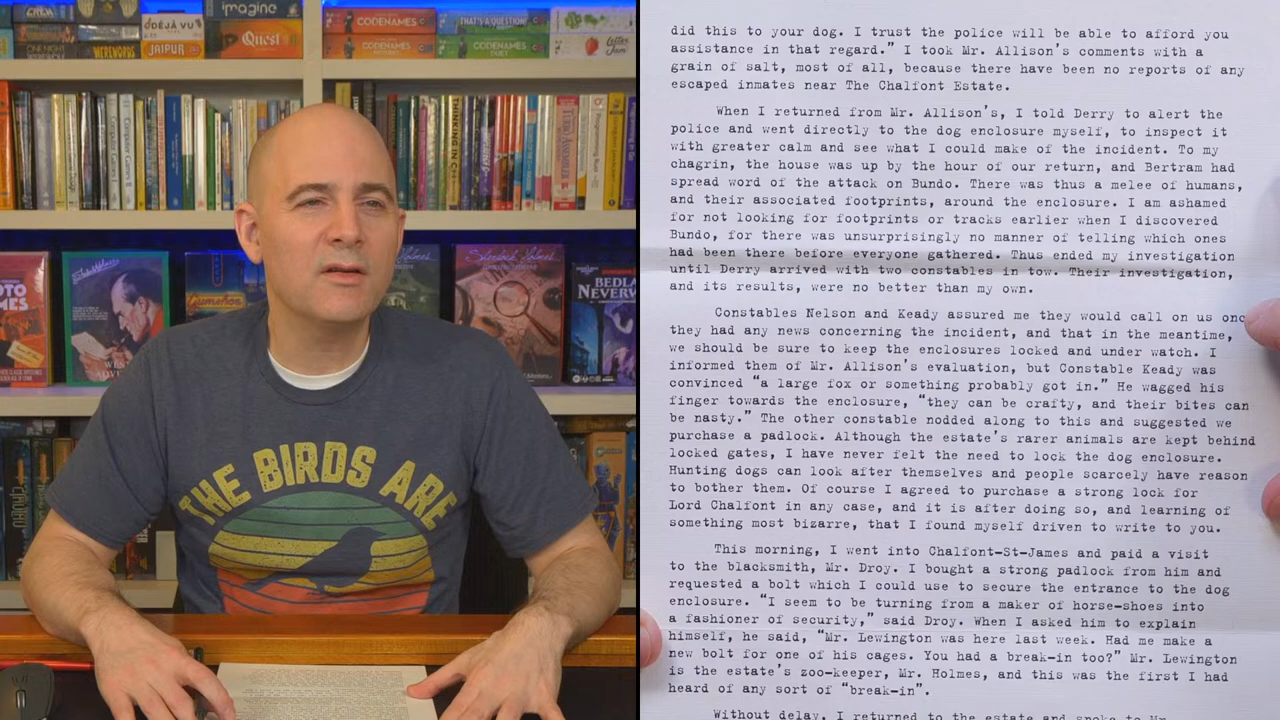 imagine
DÉJÀ VU
WEREWORDS
JAIPUR
Quest
CODENAMES
CODENAMES
THAT'S A QUESTION!
CODENAMES
DUET
Letter Jam
THINKING IN C++
TURBO ASSEMBLER
Gumshoe
Sherlock Holmes
BEDLAM
THE BIRDS ARE
did this to your dog. I trust the police will be able to afford you
assistance in that regard.” I took Mr. Allison’s comments with a
grain of salt, most of all, because there have been no reports of any
escaped inmates near The Chalfont Estate.
When I returned from Mr. Allison’s, I told Derry to alert the
police and went directly to the dog enclosure myself, to inspect it
with greater calm and see what I could make of the incident. To my
chagrin, the house was up by the hour of our return, and Bertram had
spread word of the attack on Bundo. There was thus a melee of humans,
and their associated footprints, around the enclosure. I am ashamed
for not looking for footprints or tracks earlier when I discovered
Bundo, for there was unsurprisingly no manner of telling which ones
had been there before everyone gathered. Thus ended my investigation
until Derry arrived with two constables in tow. Their investigation,
and its results, were no better than my own.
Constables Nelson and Keady assured me they would call on us onc
they had any news concerning the incident, and that in the meantime,
we should be sure to keep the enclosures locked and under watch. I
informed them of Mr. Allison’s evaluation, but Constable Keady was
convinced “a large fox or something probably got in.” He wagged his
finger towards the enclosure, “they can be crafty, and their bites can
be nasty.” The other constable nodded along to this and suggested we
purchase a padlock. Although the estate’s rarer animals are kept behind
locked gates, I have never felt the need to lock the dog enclosure.
Hunting dogs can look after themselves and people scarcely have reason
to bother them. Of course I agreed to purchase a strong lock for
Lord Chalfont in any case, and it is after doing so, and learning of
something most bizarre, that I found myself driven to write to you.
This morning, I went into Chalfont-St-James and paid a visit
to the blacksmith, Mr. Droy. I bought a strong padlock from him and
requested a bolt which I could use to secure the entrance to the dog
enclosure. “I seem to be turning from a maker of horse-shoes into
a fashioner of security,” said Droy. When I asked him to explain
himself, he said, “Mr. Lewington was here last week. Had me make a
new bolt for one of his cages. You had a break-in too?” Mr. Lewington
is the estate’s zoo-keeper, Mr. Holmes, and this was the first I had
heard of any sort of “break-in”.
Without delay, I returned to the estate and spoke to Mr.